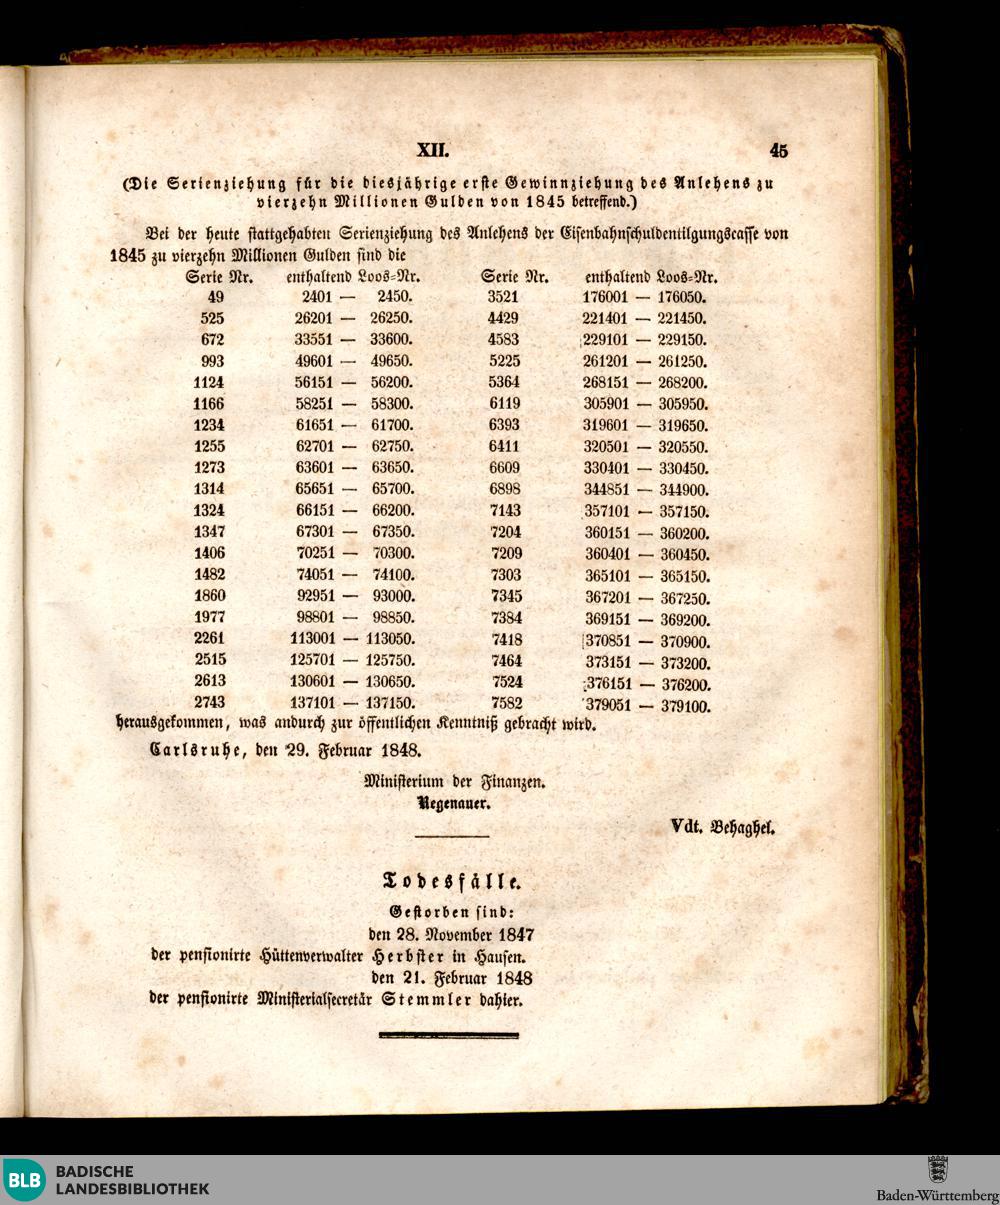 XII. 45
(Die Serienziehung für die diesjährige erste Gewinnziehung des Anlehens zu
vierzehn Millionen Gulden von 1845 betreffend.)
Bei der heute stattgehabten Serienziehung des Anlehens der Eisenbahnschuldentilgungscasse von
1845 zu vierzehn Millionen Gulden sind die
Serie Nr. enthaltend Loos-Nr. Serie Nr. enthaltend Loos-Nr.
49 2401 — 2450. 3521 176001 — 176050.
525 26201 — 26250. 4429 221401 — 221450.
672 33551 — 33600. 4583 229101 — 229150.
993 49601 — 49650. 5225 261201 — 261250.
1124 56151 — 56200. 5364 268151 — 268200.
1166 58251 — 58300. 6119 305901 — 305950.
1234 61651 — 61700. 6393 319601 — 319650.
1255 62701 — 62750. 6411 320501 — 320550.
1273 63601 — 63650. 6609 330401 — 330450.
1314 65651 — 65700. 6898 344851 — 344900.
1324 66151 — 66200. 7143 357101 — 357150.
1347 67301 — 67350. 7204 360151 — 360200.
1406 70251 — 70300. 7209 360401 — 360450.
1482 74051 — 74100. 7303 365101 — 365150.
1860 92951 — 93000. 7345 367201 — 367250.
1977 98801 — 98850. 7384 369151 — 369200.
2261 113001 — 113050. 7418 370851 — 370900.
2515 125701 — 125750. 7464 373151 — 373200.
2613 130601 — 130650. 7524 376151 — 376200.
2743 137101 — 137150. 7582 379051 — 379100.
herausgekommen, was andurch zur öffentlichen Kenntniß gebracht wird.
Carlsruhe, den 29. Februar 1848.
Ministerium der Finanzen.
Regenauer.
Vdt. Behaghel.
Todesfälle.
Gestorben sind:
den 28. November 1847
der pensionirte Hüttenverwalter Herbster in Hausen.
den 21. Februar 1848
der pensionirte Ministerialsecretär Stemmler dahier.
BLB BADISCHE
LANDESBIBLIOTHEK
Baden-Württemberg